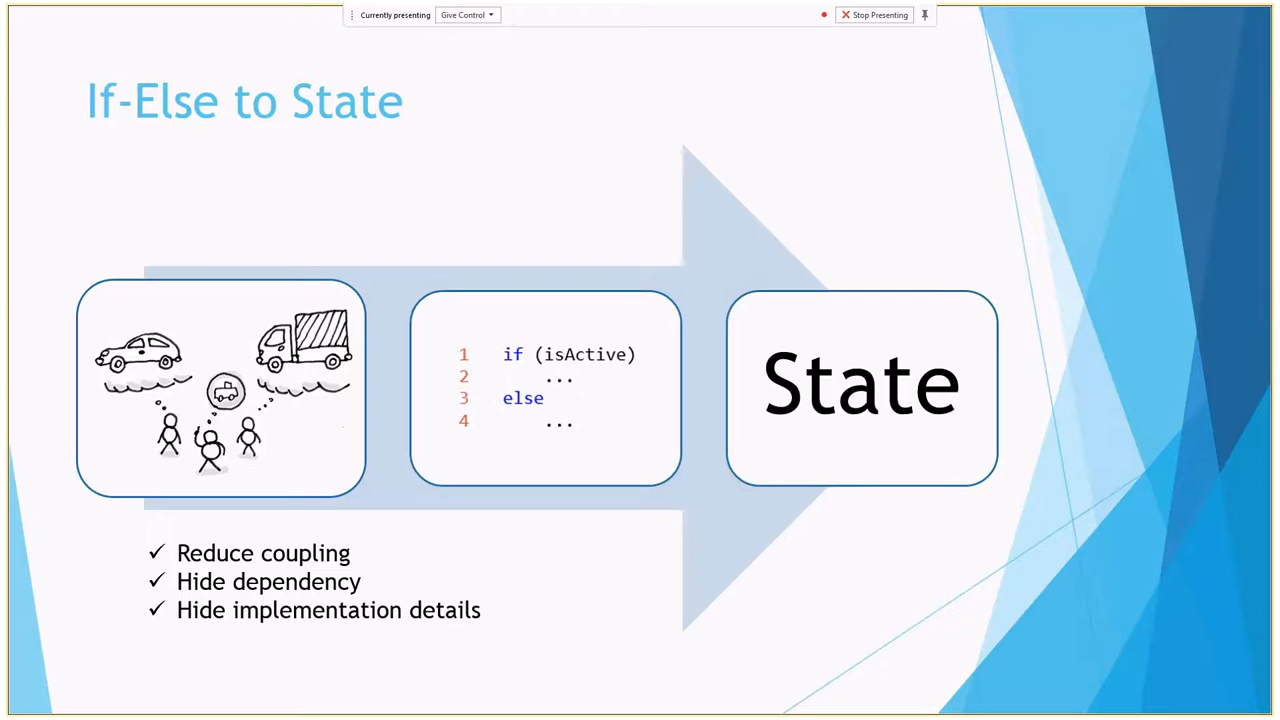 Currently presenting Give Control Stop Presenting
If-Else to State
1 if (isActive)
2 ...
3 else
4 ...
State
Reduce coupling
Hide dependency
Hide implementation details